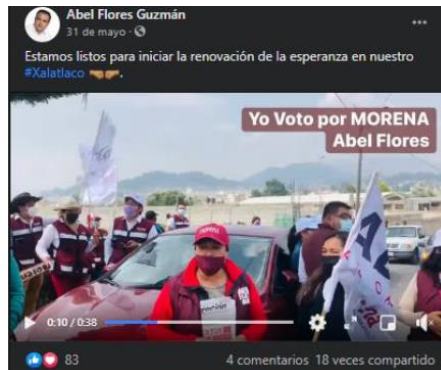 Abel Flores Guzmán
31 de mayo ·
Estamos listos para iniciar la renovación de la esperanza en nuestro
#Xalatlaco
Yo Voto por MORENA
Abel Flores
0:10 / 0:38
83
4 comentarios 18 veces compartido